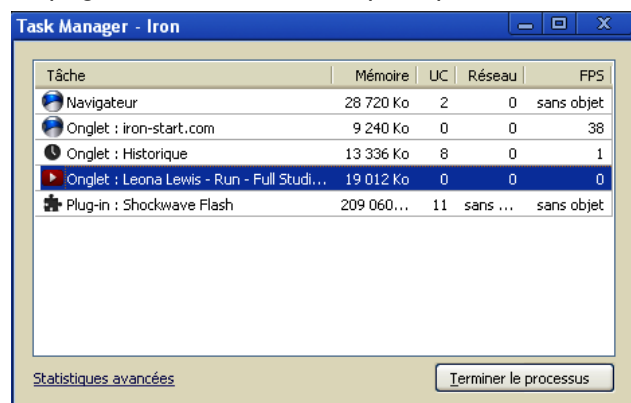 Task Manager - Iron
Tâche Mémoire UC Réseau FPS
Navigateur 28 720 Ko 2 0 sans objet
Onglet : iron-start.com 9 240 Ko 0 0 38
Onglet : Historique 13 336 Ko 8 0 1
Onglet : Leona Lewis - Run - Full Studi... 19 012 Ko 0 0 0
Plug-in : Shockwave Flash 209 060... 11 sans ... sans objet
Statistiques avancées Terminer le processus